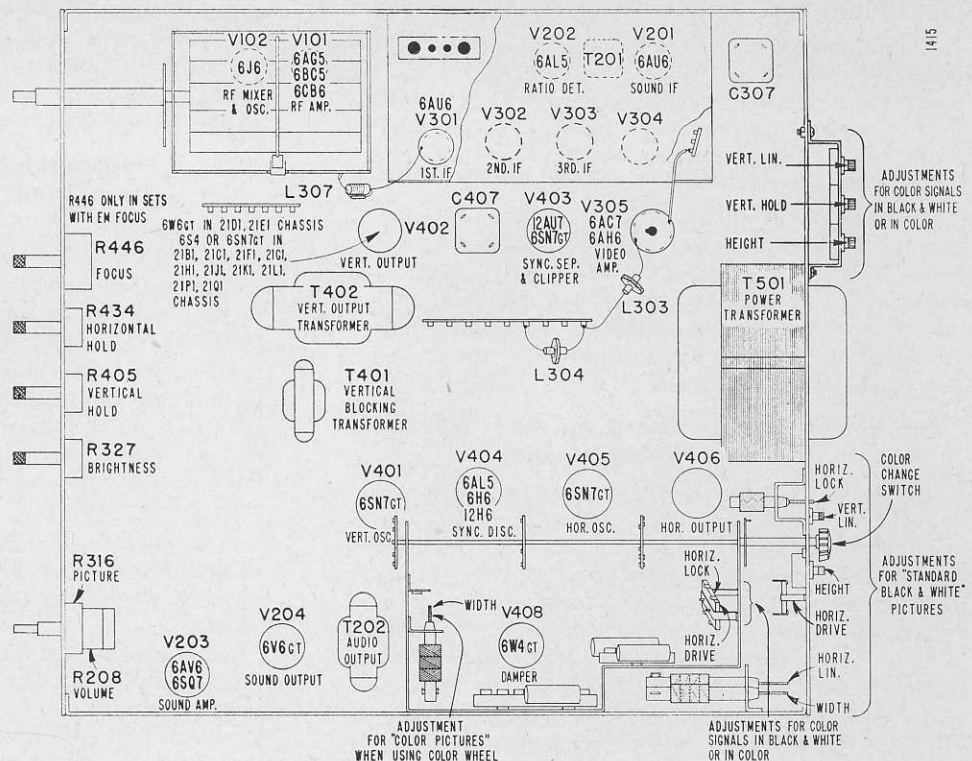 1415
V102
6J6
RF MIXER
& OSC.
V101
6AG5
6BC5
6CB6
RF AMP.
V202
6AL5
RATIO DET.
T201
V201
6AU6
SOUND IF
C307
6AU6
V301
1ST. IF
V302
2ND. IF
V303
3RD. IF
V304
VERT. LIN.
VERT. HOLD
HEIGHT
ADJUSTMENTS
FOR COLOR SIGNALS
IN BLACK & WHITE
OR IN COLOR
L307
R446 ONLY IN SETS
WITH EM FOCUS
R446
FOCUS
6W6GT IN 21D1, 21E1 CHASSIS
6S4 OR 6SN7GT IN
21B1, 21C1, 21F1, 21G1,
21H1, 21J1, 21K1, 21L1,
21P1, 21Q1
CHASSIS
V402
VERT. OUTPUT
C407
V403
12AU7
6SN7GT
SYNC. SEP.
& CLIPPER
V305
6AC7
6AH6
VIDEO
AMP.
L303
L304
T501
POWER
TRANSFORMER
T402
VERT. OUTPUT
TRANSFORMER
R434
HORIZONTAL
HOLD
R405
VERTICAL
HOLD
T401
VERTICAL
BLOCKING
TRANSFORMER
R327
BRIGHTNESS
V401
6SN7GT
VERT. OSC.
V404
6AL5
6H6
12H6
SYNC. DISC.
V405
6SN7GT
HOR. OSC.
V406
HOR. OUTPUT
HORIZ.
LOCK
VERT.
LIN.
COLOR
CHANGE
SWITCH
HEIGHT
HORIZ.
DRIVE
ADJUSTMENTS
FOR "STANDARD
BLACK & WHITE"
PICTURES
HORIZ.
LIN.
WIDTH
R316
PICTURE
R208
VOLUME
V203
6AV6
6SQ7
SOUND AMP.
V204
6V6GT
SOUND OUTPUT
T202
AUDIO
OUTPUT
WIDTH
V408
6W4GT
DAMPER
HORIZ.
LOCK
HORIZ.
DRIVE
ADJUSTMENT
FOR "COLOR PICTURES"
WHEN USING COLOR WHEEL
ADJUSTMENTS FOR COLOR
SIGNALS IN BLACK & WHITE
OR IN COLOR